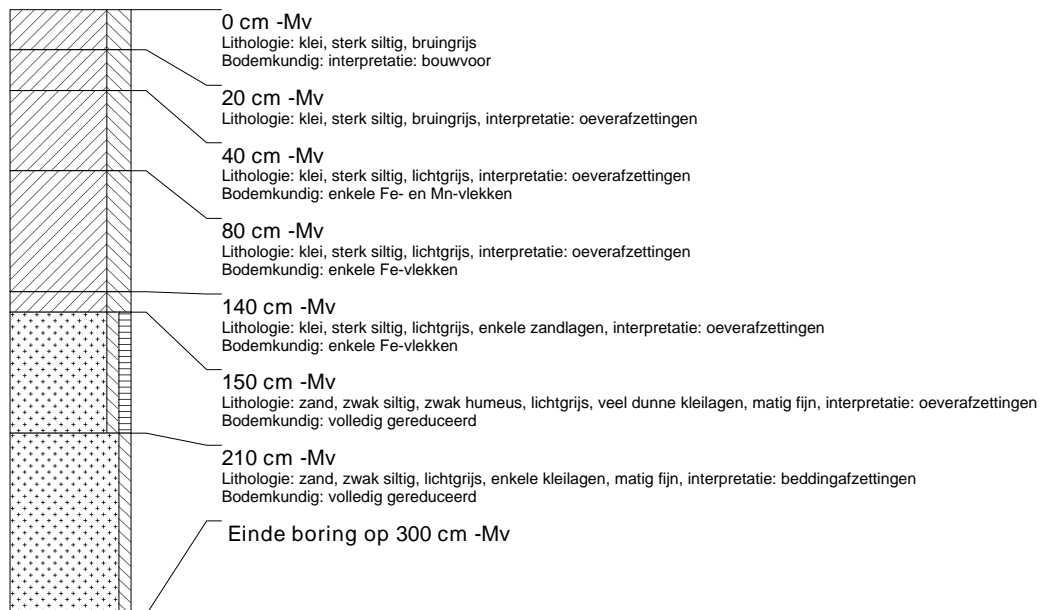 0 cm -Mv
Lithologie: klei, sterk siltig, bruingrijs
Bodemkundig: interpretatie: bouwvoor
20 cm -Mv
Lithologie: klei, sterk siltig, bruingrijs, interpretatie: oeverafzettingen
40 cm -Mv
Lithologie: klei, sterk siltig, lichtgrijs, interpretatie: oeverafzettingen
Bodemkundig: enkele Fe- en Mn-vlekken
80 cm -Mv
Lithologie: klei, sterk siltig, lichtgrijs, interpretatie: oeverafzettingen
Bodemkundig: enkele Fe-vlekken
140 cm -Mv
Lithologie: klei, sterk siltig, lichtgrijs, enkele zandlagen, interpretatie: oeverafzettingen
Bodemkundig: enkele Fe-vlekken
150 cm -Mv
Lithologie: zand, zwak siltig, zwak humeus, lichtgrijs, veel dunne kleilagen, matig fijn, interpretatie: oeverafzettingen
Bodemkundig: volledig gereduceerd
210 cm -Mv
Lithologie: zand, zwak siltig, lichtgrijs, enkele kleilagen, matig fijn, interpretatie: beddingafzettingen
Bodemkundig: volledig gereduceerd
Einde boring op 300 cm -Mv